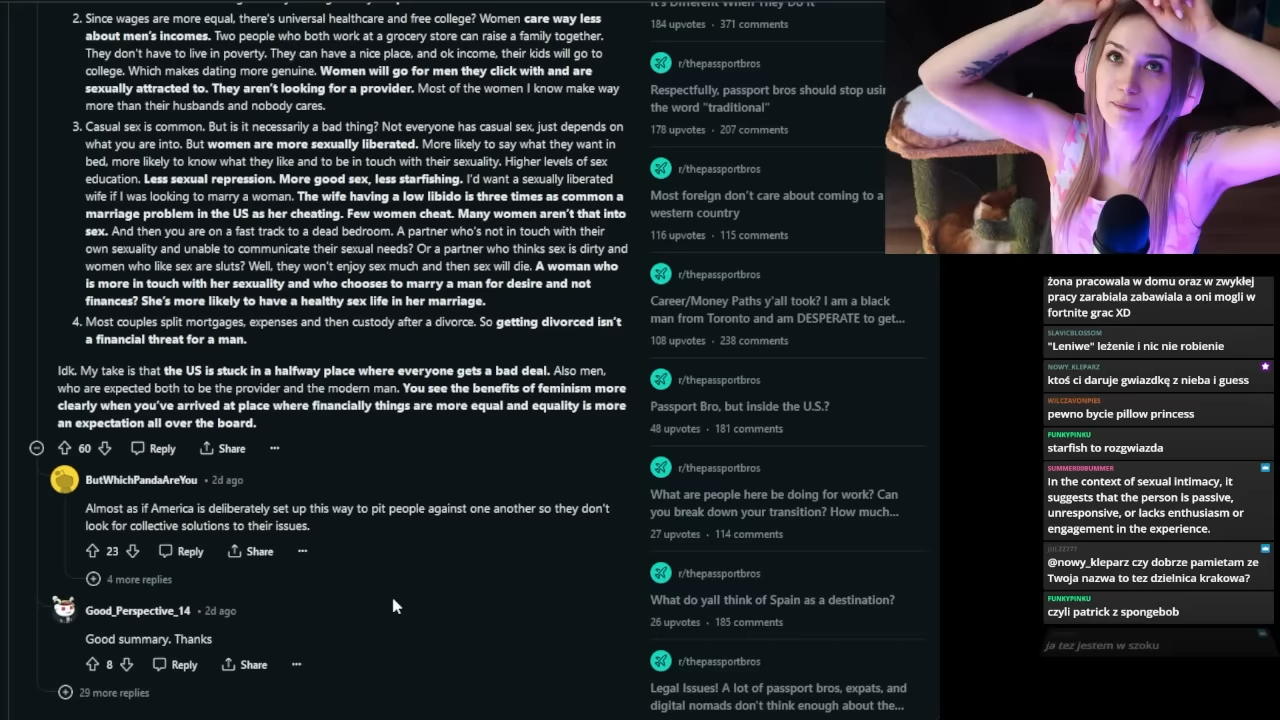 2. Since wages are more equal, there's universal healthcare and free college? Women care way less
about men's incomes. Two people who both work at a grocery store can raise a family together.
They don't have to live in poverty. They can have a nice place, and ok income, their kids will go to
college. Which makes dating more genuine. Women will go for men they click with and are
sexually attracted to. They aren't looking for a provider. Most of the women I know make way
more than their husbands and nobody cares.
3. Casual sex is common. But is it necessarily a bad thing? Not everyone has casual sex, just depends on
what you are into. But women are more sexually liberated. More likely to say what they want in
bed, more likely to know what they like and to be in touch with their sexuality. Higher levels of sex
education. Less sexual repression. More good sex, less starfishing. I'd want a sexually liberated
wife if I was looking to marry a woman. The wife having a low libido is three times as common a
marriage problem in the US as her cheating. Few women cheat. Many women aren't that into
sex. And then you are on a fast track to a dead bedroom. A partner who's not in touch with their
own sexuality and unable to communicate their sexual needs? Or a partner who thinks sex is dirty and
women who like sex are sluts? Well, they won't enjoy sex much and then sex will die. A woman who
is more in touch with her sexuality and who chooses to marry a man for desire and not
finances? She's more likely to have a healthy sex life in her marriage.
4. Most couples split mortgages, expenses and then custody after a divorce. So getting divorced isn't
a financial threat for a man.
Idk. My take is that the US is stuck in a halfway place where everyone gets a bad deal. Also men,
who are expected both to be the provider and the modern man. You see the benefits of feminism more
clearly when you've arrived at place where financially things are more equal and equality is more
an expectation all over the board.
60 Reply Share ...
ButWhichPandaAreYou • 2d ago
Almost as if America is deliberately set up this way to pit people against one another so they don't
look for collective solutions to their issues.
23 Reply Share ...
4 more replies
Good_Perspective_14 • 2d ago
Good summary. Thanks
8 Reply Share ...
29 more replies
It's Different When They Do It
184 upvotes • 371 comments
r/thepassportbros
Respectfully, passport bros should stop usin
the word "traditional"
178 upvotes • 207 comments
r/thepassportbros
Most foreign don't care about coming to a
western country
116 upvotes • 115 comments
r/thepassportbros
Career/Money Paths y'all took? I am a black
man from Toronto and am DESPERATE to get...
108 upvotes • 238 comments
r/thepassportbros
Passport Bro, but inside the U.S.?
48 upvotes • 181 comments
r/thepassportbros
What are people here be doing for work? Can
you break down your transition? How much...
27 upvotes • 114 comments
r/thepassportbros
What do yall think of Spain as a destination?
26 upvotes • 185 comments
r/thepassportbros
Legal Issues! A lot of passport bros, expats, and
digital nomads don't think enough about the...
żona pracowala w domu oraz w zwykłej
pracy zarabiala zabawiala a oni mogli w
fortnite grac XD
SLAVICBLOSSOM
"Leniwe" leżenie i nic nie robienie
NOWY_KLEPARZ
ktoś ci daruje gwiazdkę z nieba i guess
WILCZAVONPIES
pewno bycie pillow princess
FUNKYPINKU
starfish to rozgwiazda
SUMMER00BUMMER
In the context of sexual intimacy, it
suggests that the person is passive,
unresponsive, or lacks enthusiasm or
engagement in the experience.
@nowy_kleparz czy dobrze pamietam ze
Twoja nazwa to tez dzielnica krakowa?
FUNKYPINKU
czyli patrick z spongebob
ja tez jestem w szoku